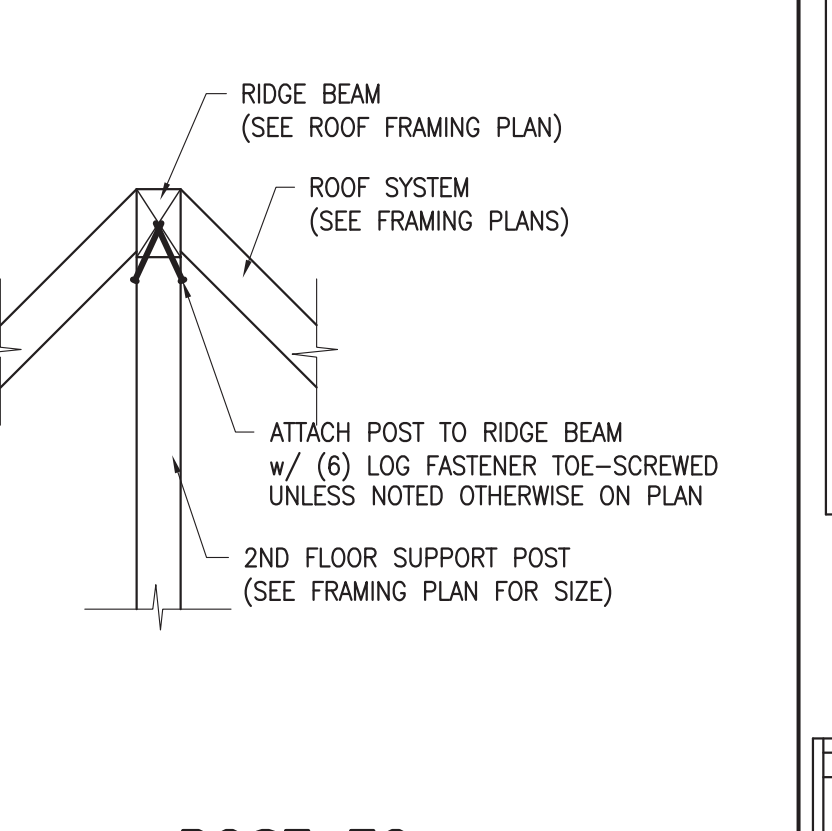 RIDGE BEAM
(SEE ROOF FRAMING PLAN)
ROOF SYSTEM
(SEE FRAMING PLANS)
ATTACH POST TO RIDGE BEAM
w/ (6) LOG FASTENER TOE-SCREWED
UNLESS NOTED OTHERWISE ON PLAN
2ND FLOOR SUPPORT POST
(SEE FRAMING PLAN FOR SIZE)